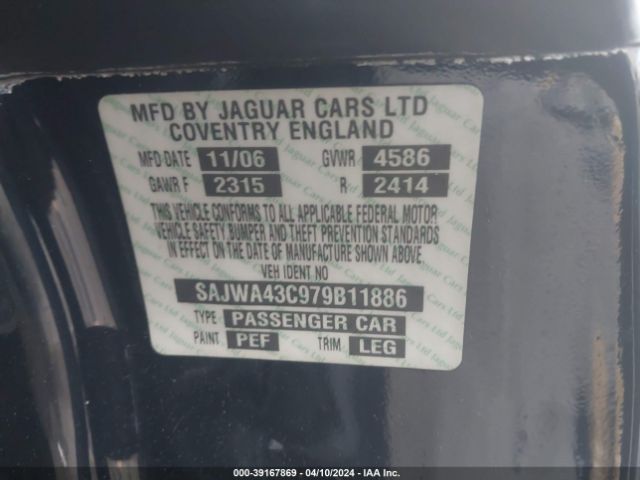 MFD BY JAGUAR CARS LTD
COVENTRY ENGLAND
MFD·DATE 11/06 GVWR 4586
GAWR F 2315 R 2414
THIS VEHICLE CONFORMS TO ALL APPLICABLE FEDERAL MOTOR
VEHICLE SAFETY BUMPER AND THEFT PREVENTION STANDARDS
IN EFFECT ON THE DATE OF MANUFACTURE SHOWN ABOVE.
VEH IDENT NO
SAJWA43C979B11886
TYPE PASSENGER CAR
PAINT PEF TRIM LEG
000-39167869 - 04/10/2024 - IAA Inc.